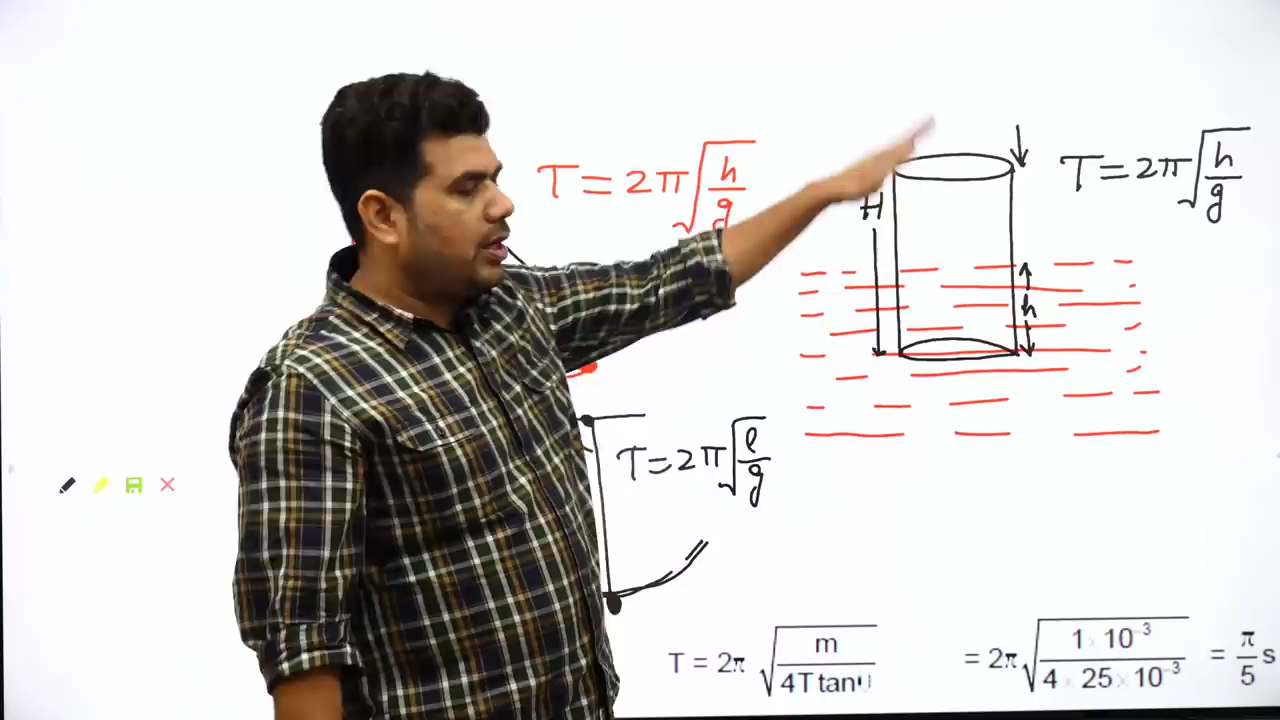 T = 2π √(h/g)
T = 2π √(h/g)
H
h
T = 2π √(l/g)
T = 2π √(m/(4T tanθ)) = 2π √((1 × 10⁻³)/(4 × 25 × 10⁻³)) = π/5 s